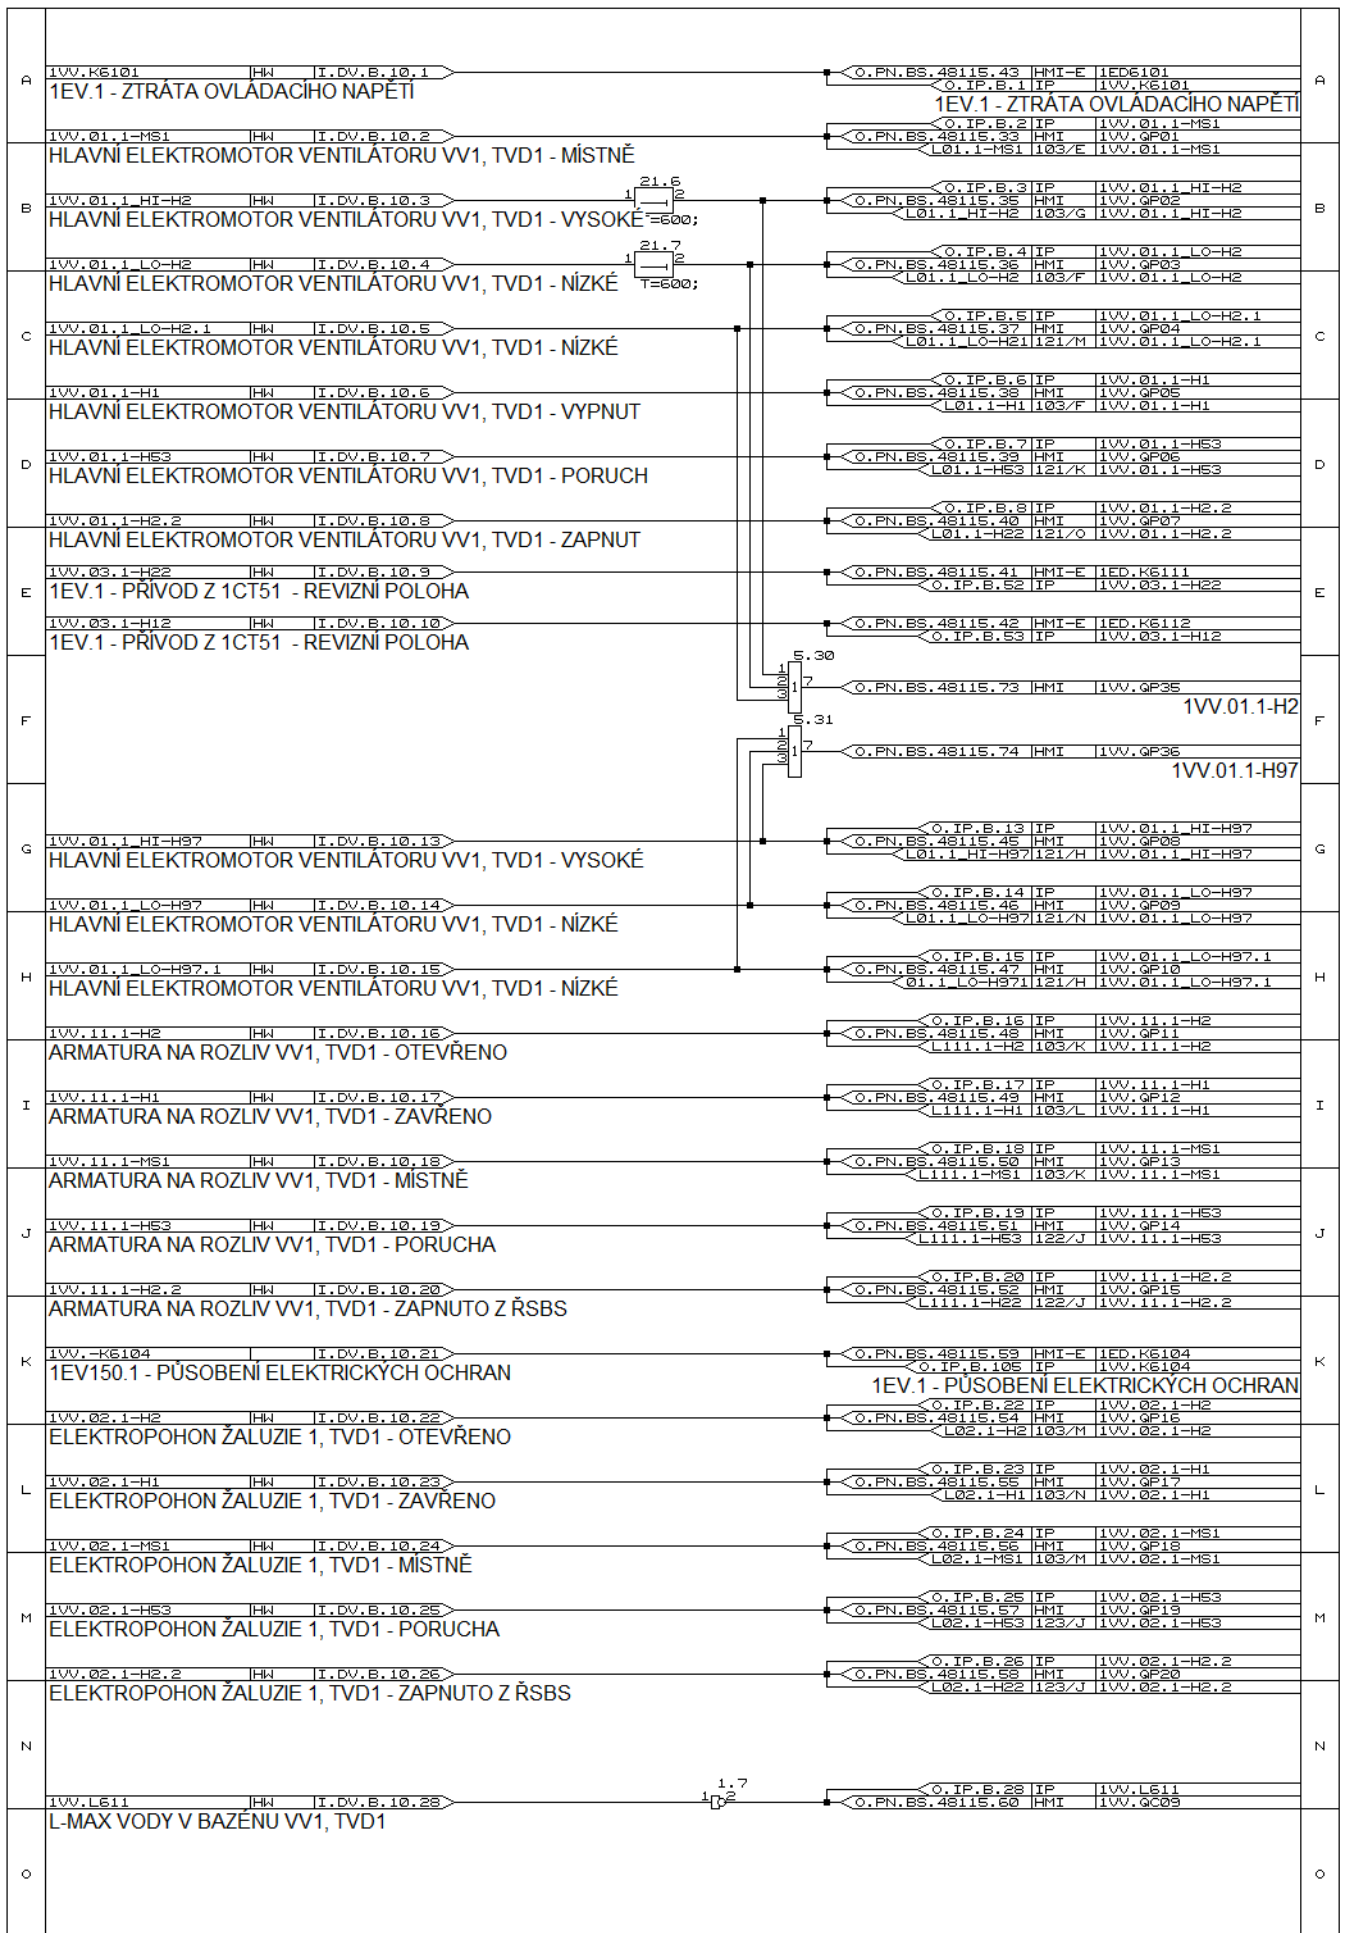 A 1VV.K6101 HW I.DV.B.10.1 O.PN.BS.48115.43 HMI-E 1ED6101 A
O.IP.B.1 IP 1VV.K6101
1EV.1 - ZTRÁTA OVLÁDACÍHO NAPĚTÍ 1EV.1 - ZTRÁTA OVLÁDACÍHO NAPĚTÍ
O.IP.B.2 IP 1VV.01.1-MS1
1VV.01.1-MS1 HW I.DV.B.10.2 O.PN.BS.48115.33 HMI 1VV.QP01
L01.1-MS1 103/E 1VV.01.1-MS1
HLAVNÍ ELEKTROMOTOR VENTILÁTORU VV1, TVD1 - MÍSTNĚ
21.6
O.IP.B.3 IP 1VV.01.1_HI-H2
B 1VV.01.1_HI-H2 HW I.DV.B.10.3 1 2 O.PN.BS.48115.35 HMI 1VV.QP02 B
L01.1_HI-H2 103/G 1VV.01.1_HI-H2
HLAVNÍ ELEKTROMOTOR VENTILÁTORU VV1, TVD1 - VYSOKÉ T=600;
21.7
O.IP.B.4 IP 1VV.01.1_LO-H2
1VV.01.1_LO-H2 HW I.DV.B.10.4 1 2 O.PN.BS.48115.36 HMI 1VV.QP03
L01.1_LO-H2 103/F 1VV.01.1_LO-H2
HLAVNÍ ELEKTROMOTOR VENTILÁTORU VV1, TVD1 - NÍZKÉ T=600;
O.IP.B.5 IP 1VV.01.1_LO-H2.1
C 1VV.01.1_LO-H2.1 HW I.DV.B.10.5 O.PN.BS.48115.37 HMI 1VV.QP04 C
L01.1_LO-H21 121/M 1VV.01.1_LO-H2.1
HLAVNÍ ELEKTROMOTOR VENTILÁTORU VV1, TVD1 - NÍZKÉ
O.IP.B.6 IP 1VV.01.1-H1
1VV.01.1-H1 HW I.DV.B.10.6 O.PN.BS.48115.38 HMI 1VV.QP05
L01.1-H1 103/F 1VV.01.1-H1
HLAVNÍ ELEKTROMOTOR VENTILÁTORU VV1, TVD1 - VYPNUT
O.IP.B.7 IP 1VV.01.1-H53
D 1VV.01.1-H53 HW I.DV.B.10.7 O.PN.BS.48115.39 HMI 1VV.QP06 D
L01.1-H53 121/K 1VV.01.1-H53
HLAVNÍ ELEKTROMOTOR VENTILÁTORU VV1, TVD1 - PORUCH
O.IP.B.8 IP 1VV.01.1-H2.2
1VV.01.1-H2.2 HW I.DV.B.10.8 O.PN.BS.48115.40 HMI 1VV.QP07
L01.1-H22 121/O 1VV.01.1-H2.2
HLAVNÍ ELEKTROMOTOR VENTILÁTORU VV1, TVD1 - ZAPNUT
1VV.03.1-H22 HW I.DV.B.10.9 O.PN.BS.48115.41 HMI-E 1ED.K6111
O.IP.B.52 IP 1VV.03.1-H22
E 1EV.1 - PŘÍVOD Z 1CT51 - REVIZNÍ POLOHA E
1VV.03.1-H12 HW I.DV.B.10.10 O.PN.BS.48115.42 HMI-E 1ED.K6112
O.IP.B.53 IP 1VV.03.1-H12
1EV.1 - PŘÍVOD Z 1CT51 - REVIZNÍ POLOHA
5.30
1
2 1 7 O.PN.BS.48115.73 HMI 1VV.QP35
3
1VV.01.1-H2
F 5.31 F
1
2 1 7 O.PN.BS.48115.74 HMI 1VV.QP36
3
1VV.01.1-H97
O.IP.B.13 IP 1VV.01.1_HI-H97
G 1VV.01.1_HI-H97 HW I.DV.B.10.13 O.PN.BS.48115.45 HMI 1VV.QP08 G
L01.1_HI-H97 121/H 1VV.01.1_HI-H97
HLAVNÍ ELEKTROMOTOR VENTILÁTORU VV1, TVD1 - VYSOKÉ
O.IP.B.14 IP 1VV.01.1_LO-H97
1VV.01.1_LO-H97 HW I.DV.B.10.14 O.PN.BS.48115.46 HMI 1VV.QP09
L01.1_LO-H97 121/N 1VV.01.1_LO-H97
HLAVNÍ ELEKTROMOTOR VENTILÁTORU VV1, TVD1 - NÍZKÉ
O.IP.B.15 IP 1VV.01.1_LO-H97.1
H 1VV.01.1_LO-H97.1 HW I.DV.B.10.15 O.PN.BS.48115.47 HMI 1VV.QP10 H
01.1_LO-H971 121/H 1VV.01.1_LO-H97.1
HLAVNÍ ELEKTROMOTOR VENTILÁTORU VV1, TVD1 - NÍZKÉ
O.IP.B.16 IP 1VV.11.1-H2
1VV.11.1-H2 HW I.DV.B.10.16 O.PN.BS.48115.48 HMI 1VV.QP11
L111.1-H2 103/K 1VV.11.1-H2
ARMATURA NA ROZLIV VV1, TVD1 - OTEVŘENO
O.IP.B.17 IP 1VV.11.1-H1
I 1VV.11.1-H1 HW I.DV.B.10.17 O.PN.BS.48115.49 HMI 1VV.QP12 I
L111.1-H1 103/L 1VV.11.1-H1
ARMATURA NA ROZLIV VV1, TVD1 - ZAVŘENO
O.IP.B.18 IP 1VV.11.1-MS1
1VV.11.1-MS1 HW I.DV.B.10.18 O.PN.BS.48115.50 HMI 1VV.QP13
L111.1-MS1 103/K 1VV.11.1-MS1
ARMATURA NA ROZLIV VV1, TVD1 - MÍSTNĚ
O.IP.B.19 IP 1VV.11.1-H53
J 1VV.11.1-H53 HW I.DV.B.10.19 O.PN.BS.48115.51 HMI 1VV.QP14 J
L111.1-H53 122/J 1VV.11.1-H53
ARMATURA NA ROZLIV VV1, TVD1 - PORUCHA
O.IP.B.20 IP 1VV.11.1-H2.2
1VV.11.1-H2.2 HW I.DV.B.10.20 O.PN.BS.48115.52 HMI 1VV.QP15
L111.1-H22 122/J 1VV.11.1-H2.2
ARMATURA NA ROZLIV VV1, TVD1 - ZAPNUTO Z ŘSBS
K 1VV.-K6104 I.DV.B.10.21 O.PN.BS.48115.59 HMI-E 1ED.K6104 K
O.IP.B.105 IP 1VV.K6104
1EV150.1 - PŮSOBENÍ ELEKTRICKÝCH OCHRAN 1EV.1 - PŮSOBENÍ ELEKTRICKÝCH OCHRAN
O.IP.B.22 IP 1VV.02.1-H2
1VV.02.1-H2 HW I.DV.B.10.22 O.PN.BS.48115.54 HMI 1VV.QP16
L02.1-H2 103/M 1VV.02.1-H2
ELEKTROPOHON ŽALUZIE 1, TVD1 - OTEVŘENO
O.IP.B.23 IP 1VV.02.1-H1
L 1VV.02.1-H1 HW I.DV.B.10.23 O.PN.BS.48115.55 HMI 1VV.QP17 L
L02.1-H1 103/N 1VV.02.1-H1
ELEKTROPOHON ŽALUZIE 1, TVD1 - ZAVŘENO
O.IP.B.24 IP 1VV.02.1-MS1
1VV.02.1-MS1 HW I.DV.B.10.24 O.PN.BS.48115.56 HMI 1VV.QP18
L02.1-MS1 103/M 1VV.02.1-MS1
ELEKTROPOHON ŽALUZIE 1, TVD1 - MÍSTNĚ
O.IP.B.25 IP 1VV.02.1-H53
M 1VV.02.1-H53 HW I.DV.B.10.25 O.PN.BS.48115.57 HMI 1VV.QP19 M
L02.1-H53 123/J 1VV.02.1-H53
ELEKTROPOHON ŽALUZIE 1, TVD1 - PORUCHA
O.IP.B.26 IP 1VV.02.1-H2.2
1VV.02.1-H2.2 HW I.DV.B.10.26 O.PN.BS.48115.58 HMI 1VV.QP20
L02.1-H22 123/J 1VV.02.1-H2.2
ELEKTROPOHON ŽALUZIE 1, TVD1 - ZAPNUTO Z ŘSBS
N N
1.7
O.IP.B.28 IP 1VV.L611
1VV.L611 HW I.DV.B.10.28 1 2 O.PN.BS.48115.60 HMI 1VV.QC09
L-MAX VODY V BAZÉNU VV1, TVD1
O O